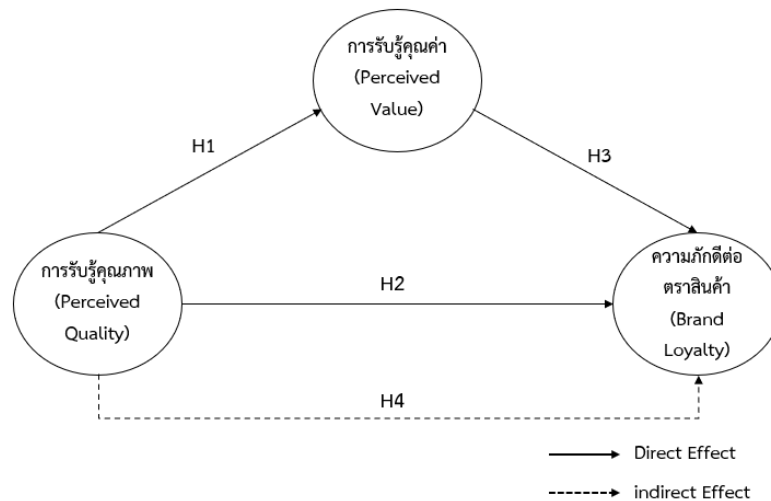 การรับรู้คุณค่า
(Perceived
Value)
H1
H3
การรับรู้คุณภาพ
(Perceived
Quality)
H2
ความภักดีต่อ
ตราสินค้า
(Brand
Loyalty)
H4
Direct Effect
indirect Effect